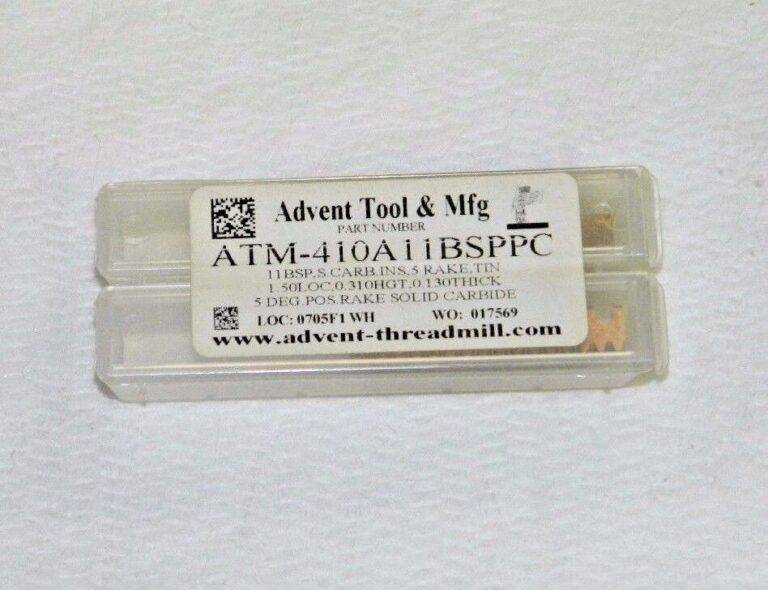 Advent Tool & Mfg
PART NUMBER
ATM-410A11BSPPC
11BSP,S.CARB.INS,5 RAKE,TIN
1.50LOC,0.310HGT,0.130THICK
5 DEG.POS.RAKE SOLID CARBIDE
LOC: 0705F1 WH WO: 017569
www.advent-threadmill.com